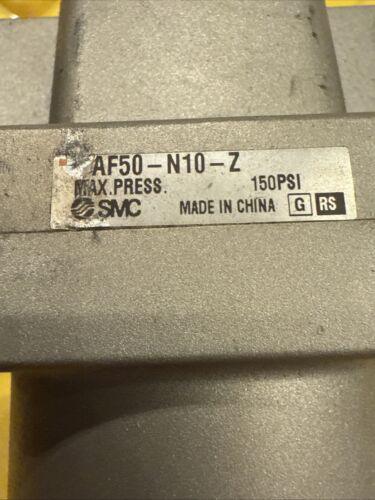 AF50-N10-Z
MAX.PRESS. 150PSI
SMC MADE IN CHINA G RS